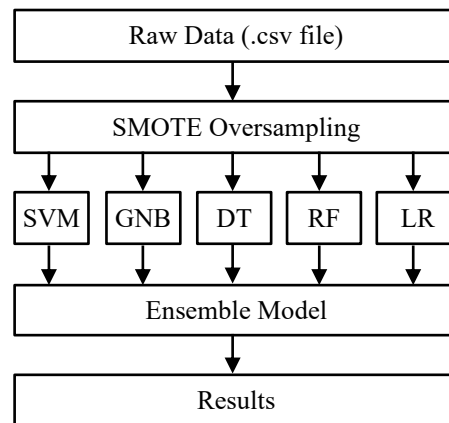 Raw Data (.csv file)
SMOTE Oversampling
SVM GNB DT RF LR
Ensemble Model
Results